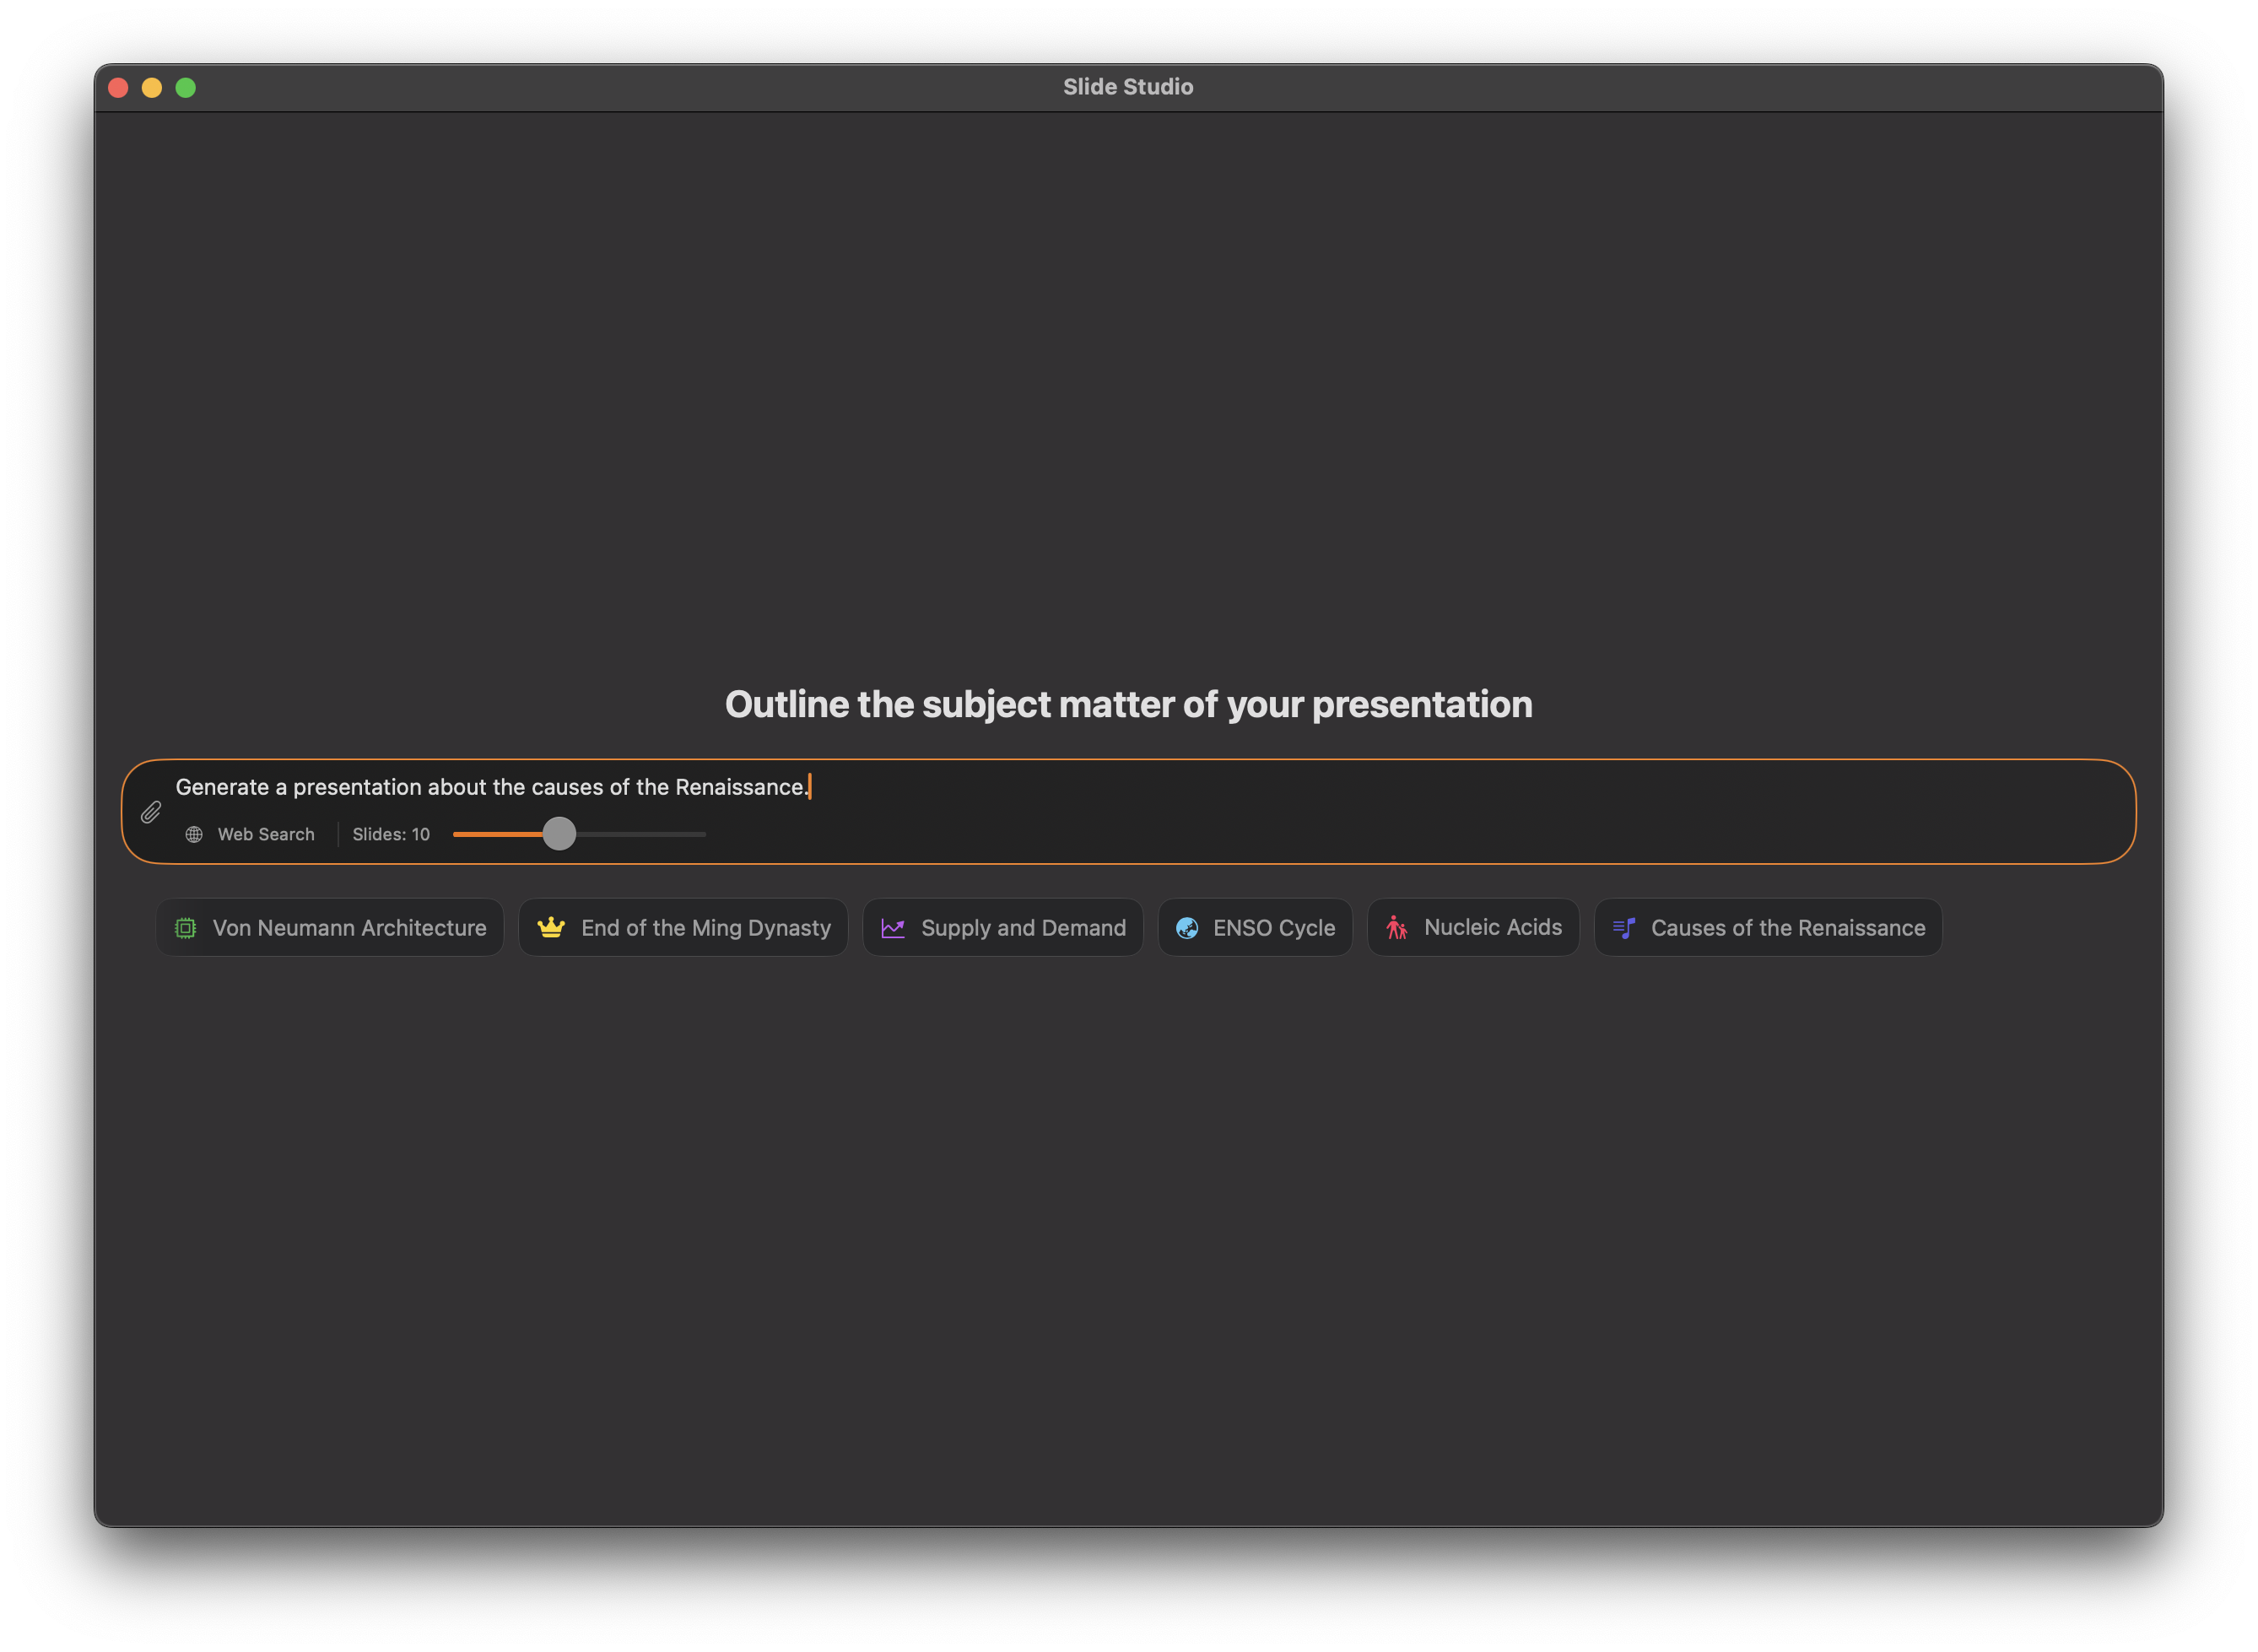 Slide Studio
Outline the subject matter of your presentation
Generate a presentation about the causes of the Renaissance.
Web Search
Slides: 10
Von Neumann Architecture
End of the Ming Dynasty
Supply and Demand
ENSO Cycle
Nucleic Acids
Causes of the Renaissance